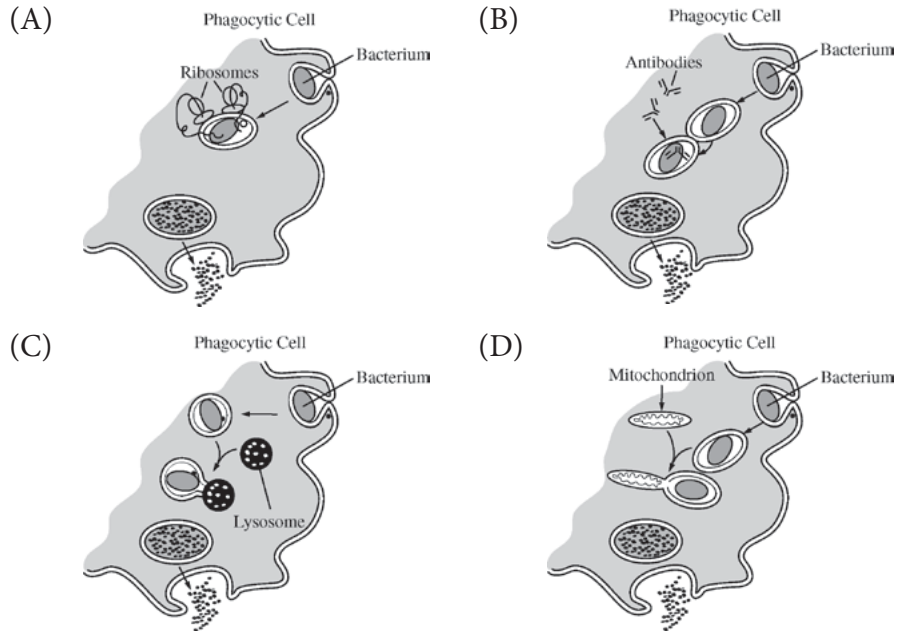 (A)
Phagocytic Cell
Bacterium
Ribosomes
(B)
Phagocytic Cell
Bacterium
Antibodies
(C)
Phagocytic Cell
Bacterium
Lysosome
(D)
Phagocytic Cell
Bacterium
Mitochondrion